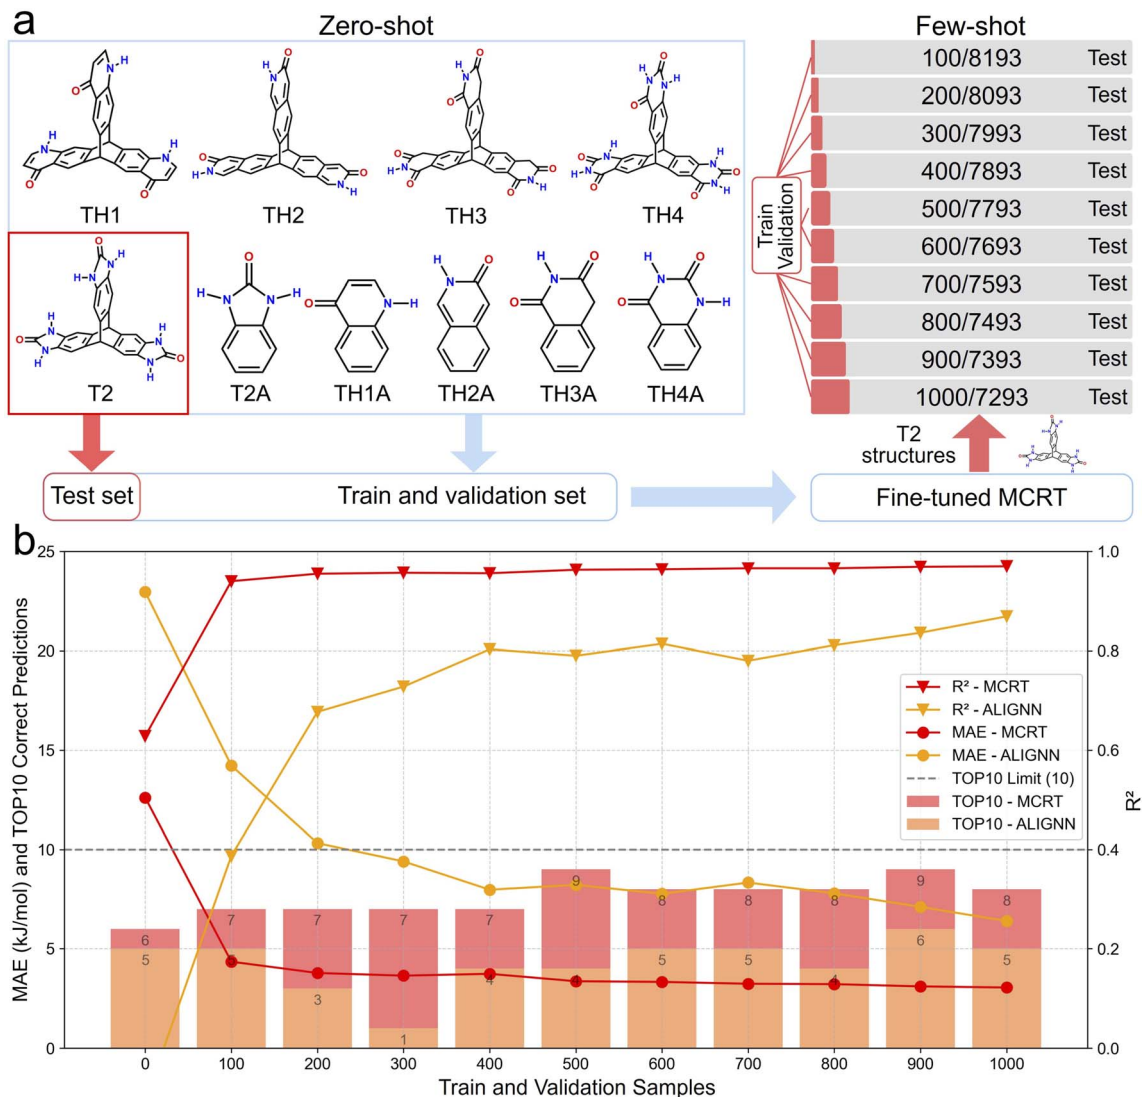 a
Zero-shot
Few-shot
TH1
TH2
TH3
TH4
T2
T2A
TH1A
TH2A
TH3A
TH4A
100/8193 Test
200/8093 Test
300/7993 Test
400/7893 Test
500/7793 Test
600/7693 Test
700/7593 Test
800/7493 Test
900/7393 Test
1000/7293 Test
Train
Validation
T2
structures
Test set
Train and validation set
Fine-tuned MCRT
b
MAE (kJ/mol) and TOP10 Correct Predictions
25
20
15
10
5
0
1.0
0.8
0.6
0.4
0.2
0.0
R²
R² - MCRT
R² - ALIGNN
MAE - MCRT
MAE - ALIGNN
TOP10 Limit (10)
TOP10 - MCRT
TOP10 - ALIGNN
6 7 7 7 7 9 8 8 8 9 8
5 5 3 1 4 4 5 5 4 6 5
0 100 200 300 400 500 600 700 800 900 1000
Train and Validation Samples